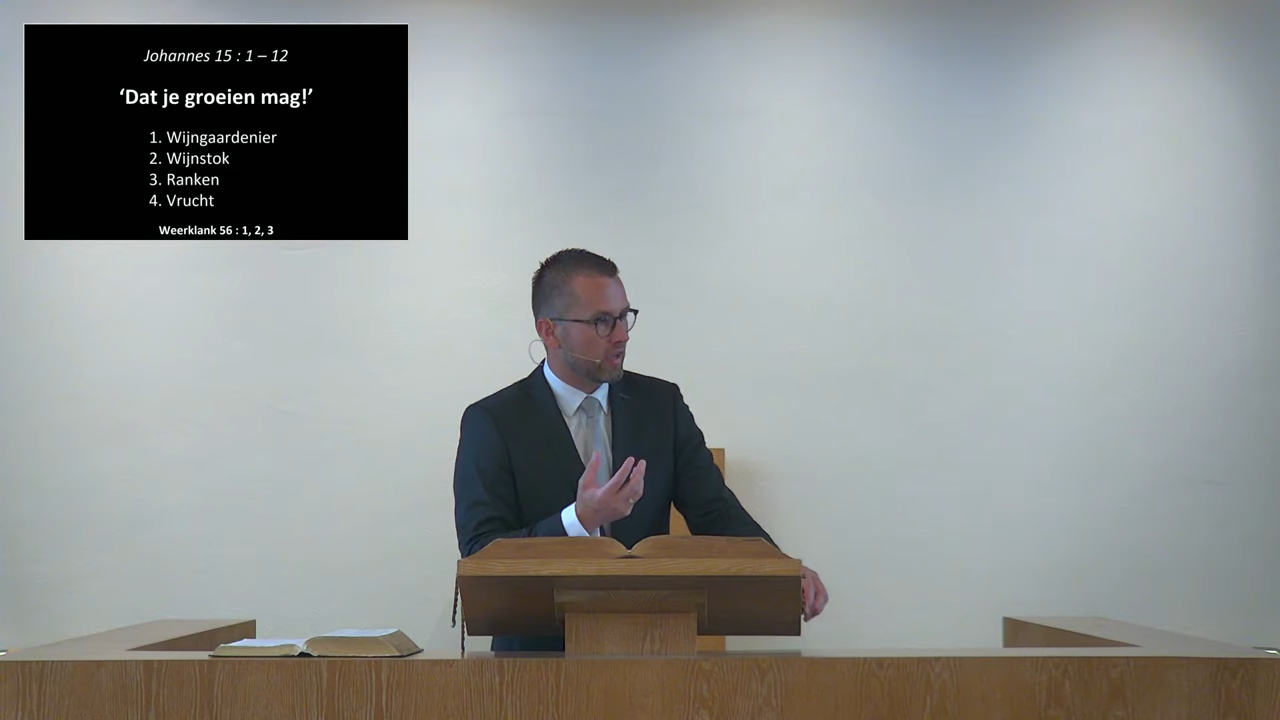 Johannes 15 : 1 – 12
‘Dat je groeien mag!’
1. Wijngaardenier
2. Wijnstok
3. Ranken
4. Vrucht
Weerklank 56 : 1, 2, 3